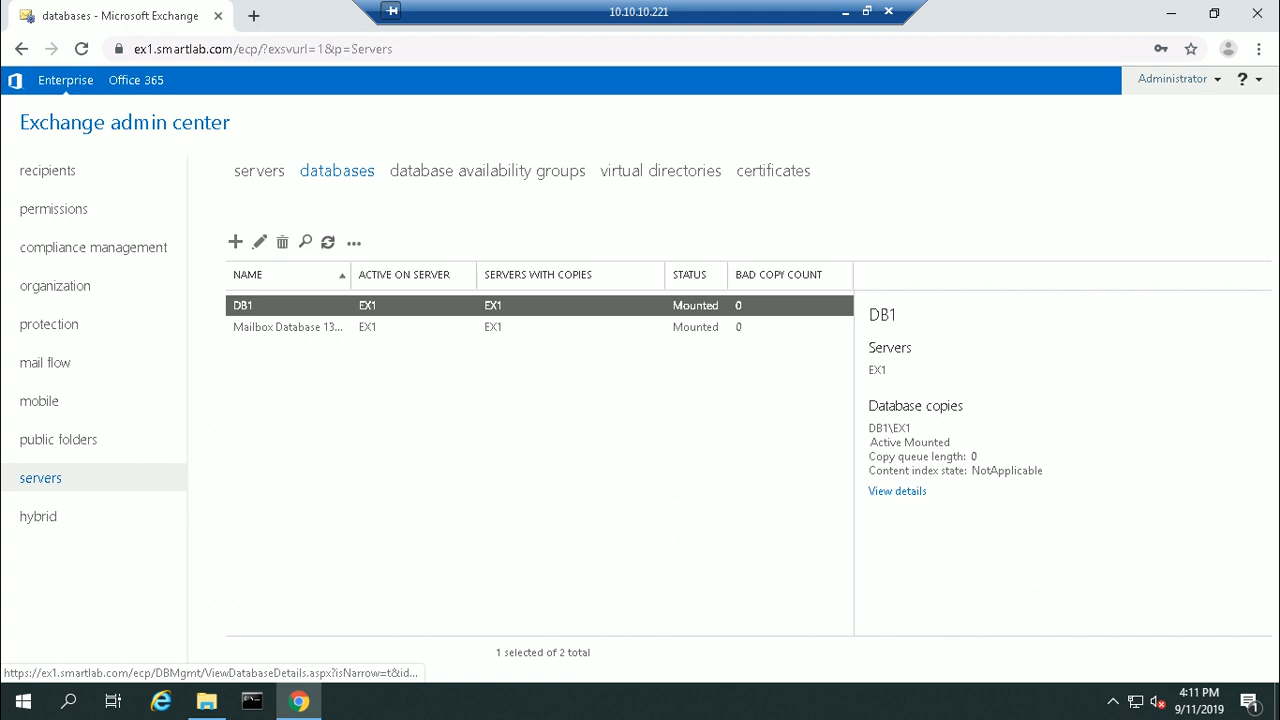 databases - Microsoft Exchange
10.10.10.221
ex1.smartlab.com/ecp/?exsvurl=1&p=Servers
Enterprise Office 365
Administrator ?
Exchange admin center
recipients
permissions
compliance management
organization
protection
mail flow
mobile
public folders
servers
hybrid
servers databases database availability groups virtual directories certificates
NAME ACTIVE ON SERVER SERVERS WITH COPIES STATUS BAD COPY COUNT
DB1 EX1 EX1 Mounted 0
Mailbox Database 13... EX1 EX1 Mounted 0
DB1
Servers
EX1
Database copies
DB1\EX1
Active Mounted
Copy queue length: 0
Content index state: NotApplicable
View details
1 selected of 2 total
https://ex1.smartlab.com/ecp/DBMgmt/ViewDatabaseDetails.aspx?isNarrow=t&id...
4:11 PM
9/11/2019
1